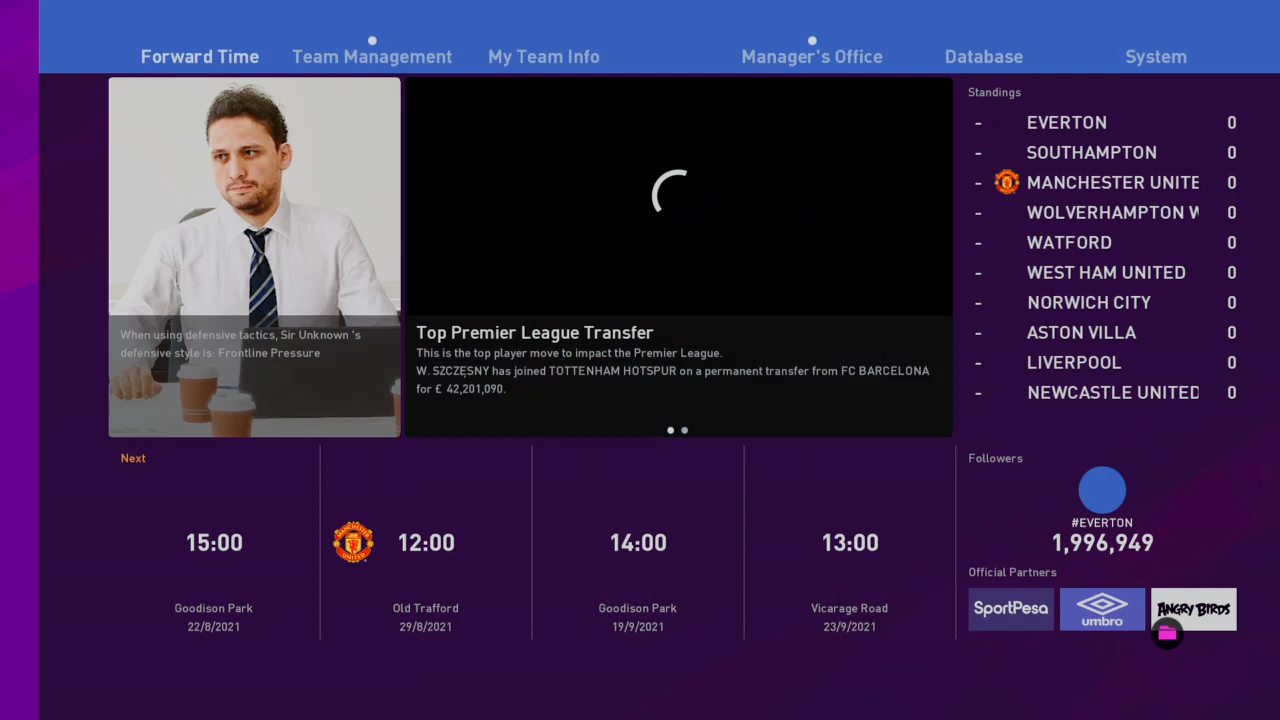 Forward Time
Team Management
My Team Info
Manager's Office
Database
System
When using defensive tactics, Sir Unknown 's
defensive style is: Frontline Pressure
Top Premier League Transfer
This is the top player move to impact the Premier League.
W. SZCZĘSNY has joined TOTTENHAM HOTSPUR on a permanent transfer from FC BARCELONA
for £ 42,201,090.
Standings
- EVERTON 0
- SOUTHAMPTON 0
- MANCHESTER UNITE 0
- WOLVERHAMPTON W 0
- WATFORD 0
- WEST HAM UNITED 0
- NORWICH CITY 0
- ASTON VILLA 0
- LIVERPOOL 0
- NEWCASTLE UNITED 0
Next
15:00
Goodison Park
22/8/2021
MANCHESTER
UNITED
12:00
Old Trafford
29/8/2021
14:00
Goodison Park
19/9/2021
13:00
Vicarage Road
23/9/2021
Followers
#EVERTON
1,996,949
Official Partners
SportPesa
umbro
ANGRY BIRDS